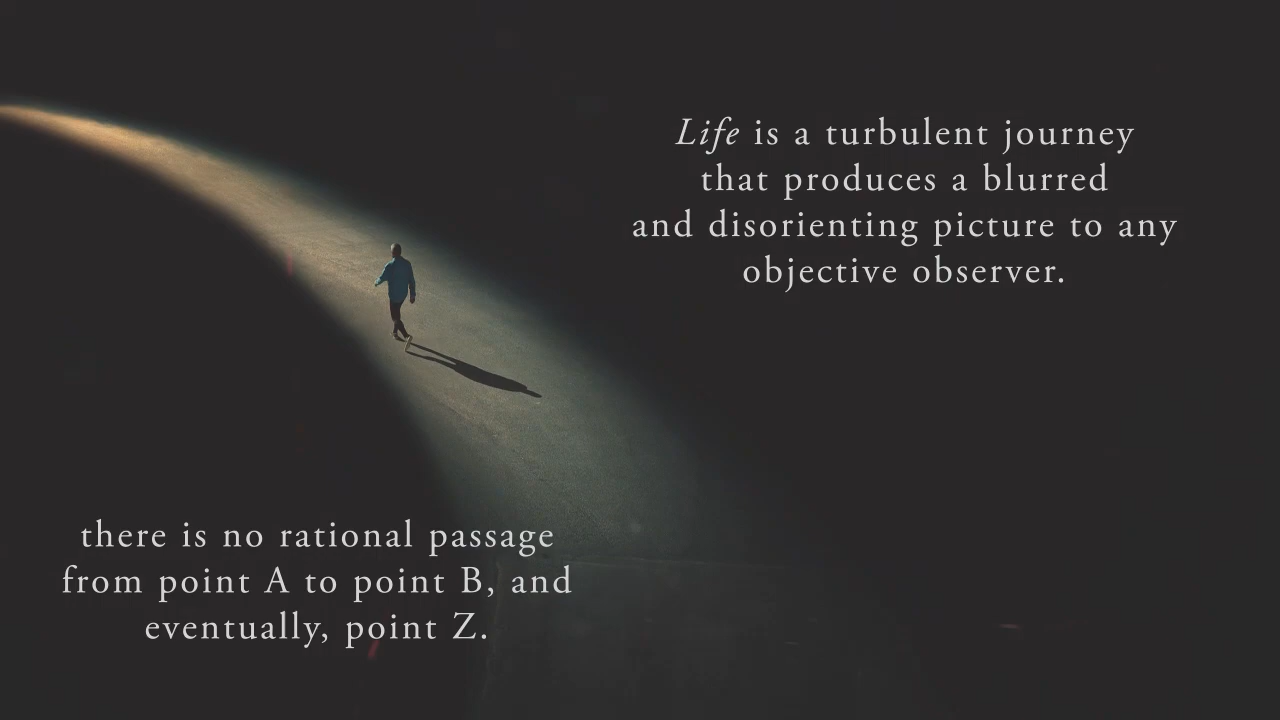 Life is a turbulent journey
that produces a blurred
and disorienting picture to any
objective observer.
there is no rational passage
from point A to point B, and
eventually, point Z.